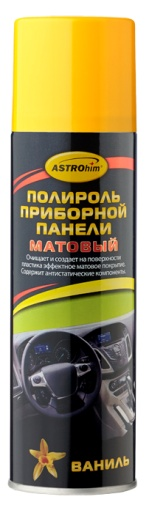 ASTROhim®
ПОЛИРОЛЬ
ПРИБОРНОЙ
ПАНЕЛИ
МАТОВЫЙ
Очищает и создает на поверхности
пластика эффектное матовое покрытие.
Содержит антистатические компоненты.
ВАНИЛЬ